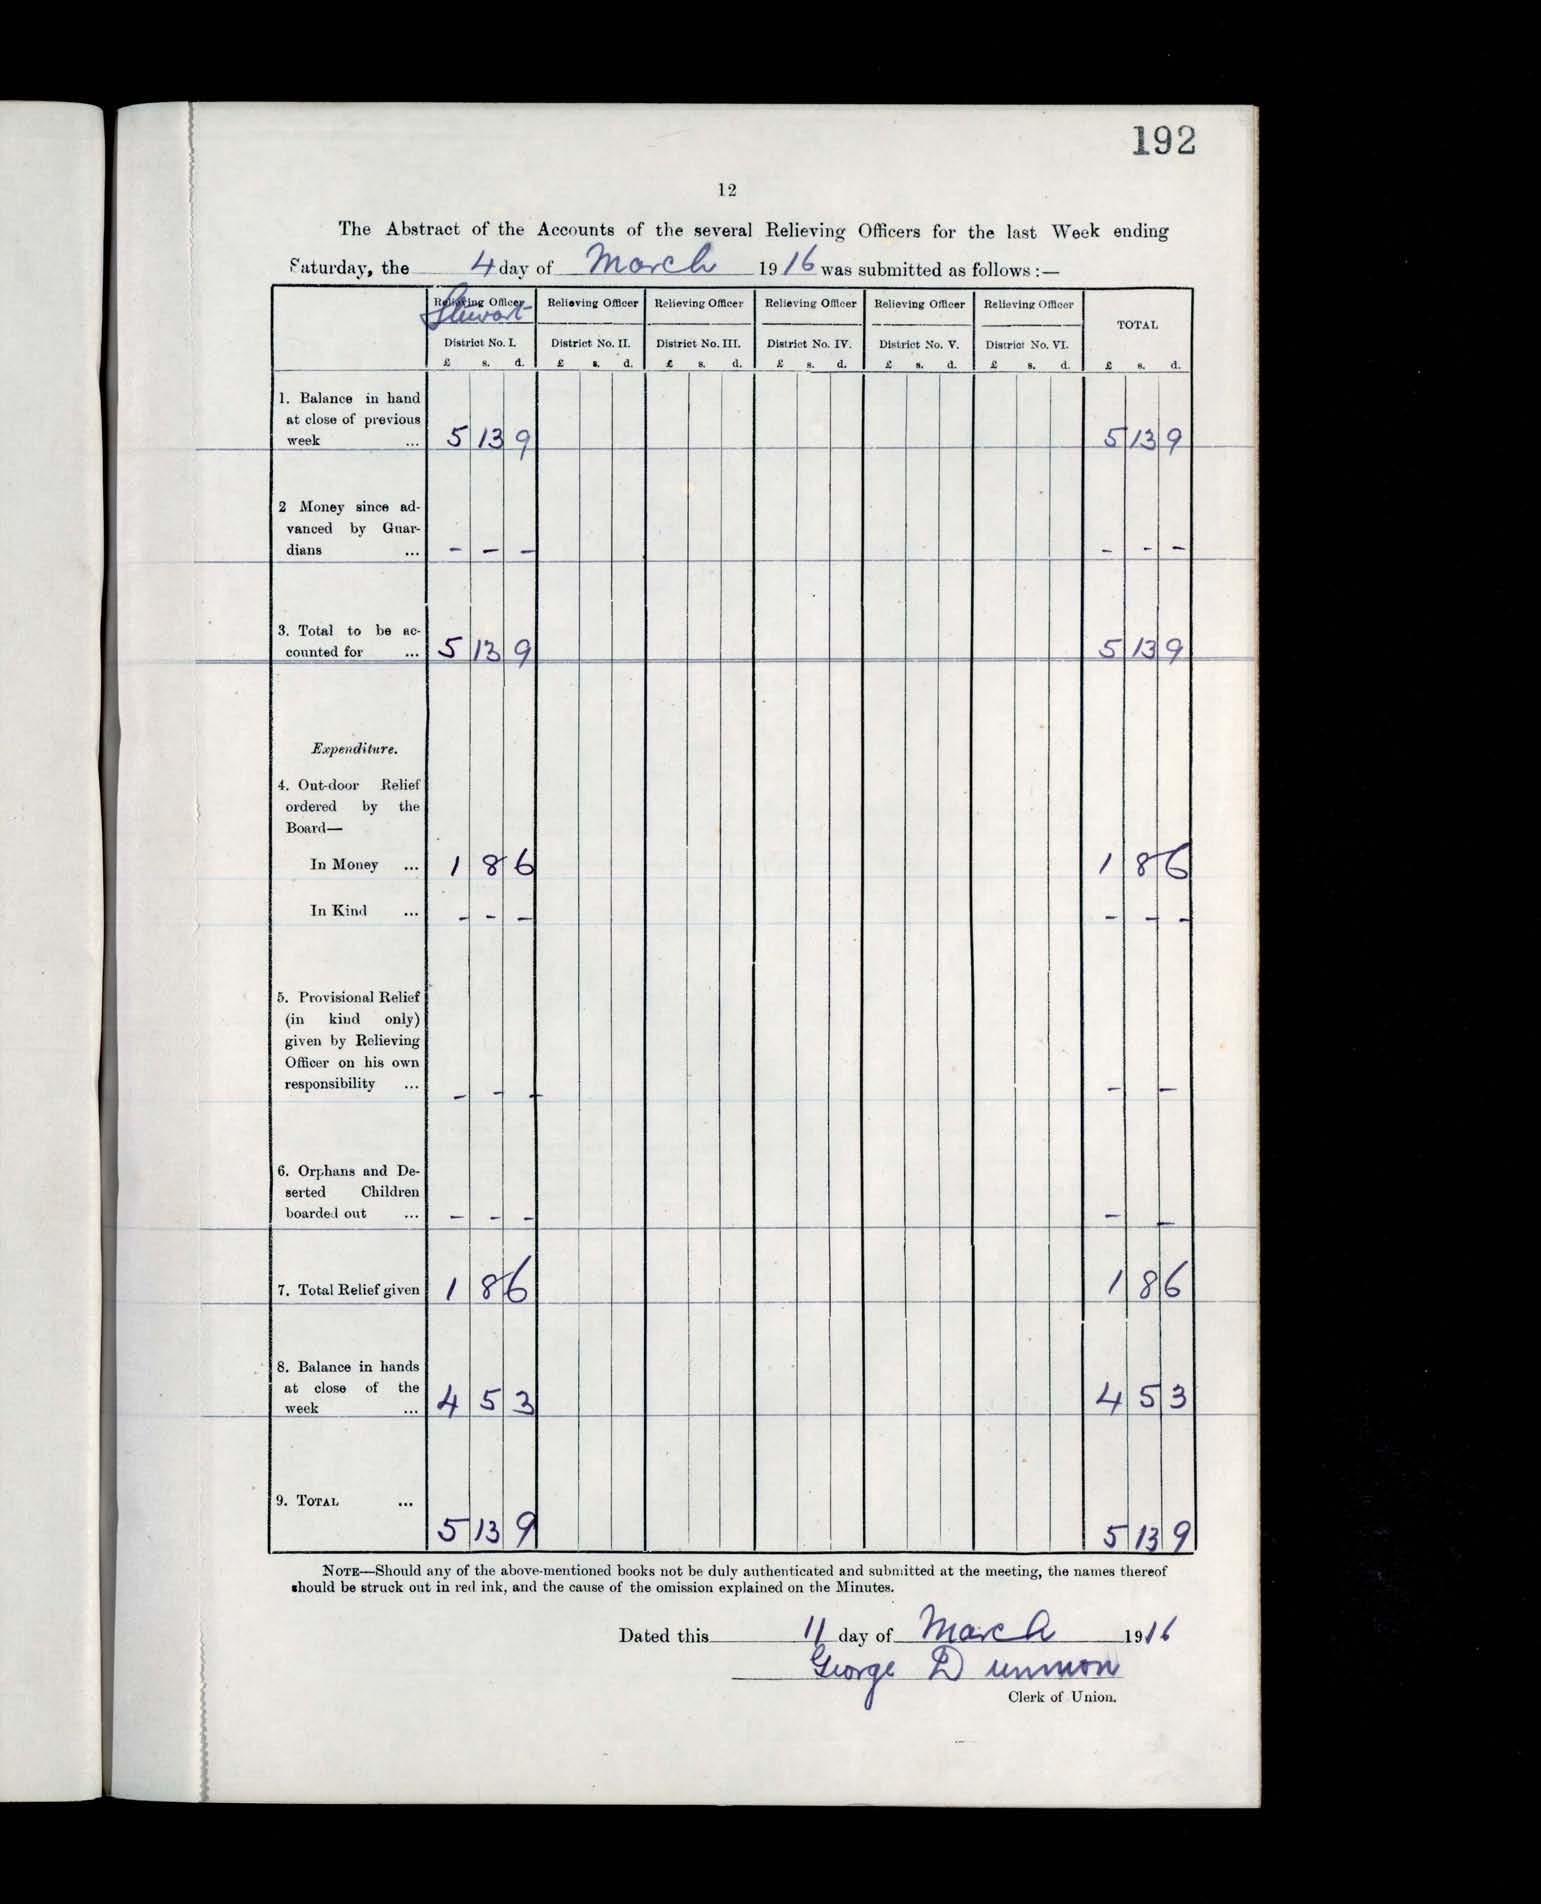 192
12
The Abstract of the Accounts of the several Relieving Officers for the last Week ending
Saturday, the 4 day of March 1916 was submitted as follows :—
Relieving Officer Relieving Officer Relieving Officer Relieving Officer Relieving Officer Relieving Officer TOTAL
Stewart
District No. I. District No. II. District No. III. District No. IV. District No. V. District No. VI.
£ s. d. £ s. d. £ s. d. £ s. d. £ s. d. £ s. d. £ s. d.
1. Balance in hand
at close of previous
week ... 5 13 9 5 13 9
2 Money since ad-
vanced by Guar-
dians ... – – – – – –
3. Total to be ac-
counted for ... 5 13 9 5 13 9
Expenditure.
4. Out-door Relief
ordered by the
Board—
In Money ... 1 8 6 1 8 6
In Kind ... – – – – – –
5. Provisional Relief
(in kind only)
given by Relieving
Officer on his own
responsibility ... – – – – –
6. Orphans and De-
serted Children
boarded out ... – – – – –
7. Total Relief given 1 8 6 1 8 6
8. Balance in hands
at close of the
week ... 4 5 3 4 5 3
9. TOTAL ... 5 13 9 5 13 9
NOTE—Should any of the above-mentioned books not be duly authenticated and submitted at the meeting, the names thereof
should be struck out in red ink, and the cause of the omission explained on the Minutes.
Dated this 11 day of March 1916
George
Clerk of Union.